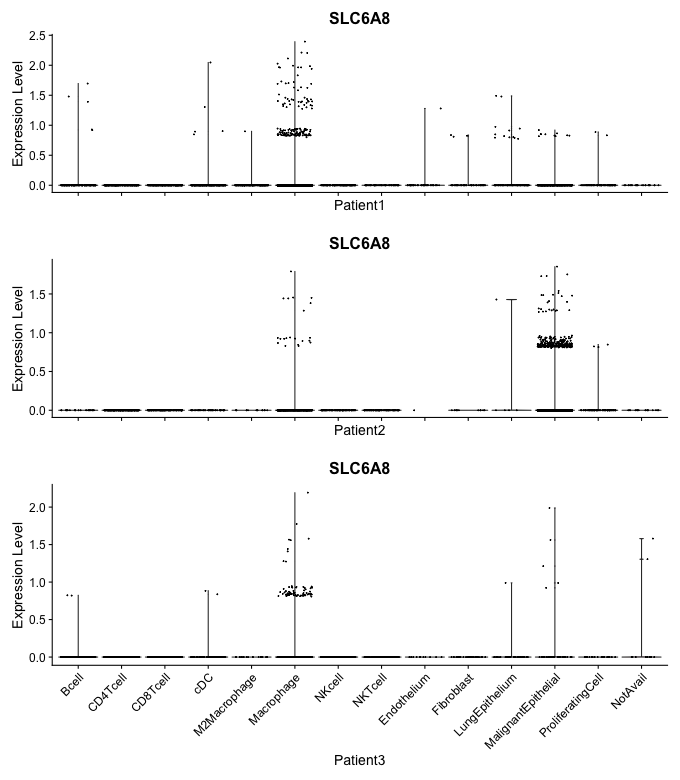 SLC6A8
Expression Level
2.5
2.0
1.5
1.0
0.5
0.0
Patient1
SLC6A8
Expression Level
1.5
1.0
0.5
0.0
Patient2
SLC6A8
Expression Level
2.0
1.5
1.0
0.5
0.0
Bcell
CD4Tcell
CD8Tcell
cDC
M2Macrophage
Macrophage
NKcell
NKTcell
Endothelium
Fibroblast
LungEpithelium
MalignantEpithelial
ProliferatingCell
NotAvail
Patient3